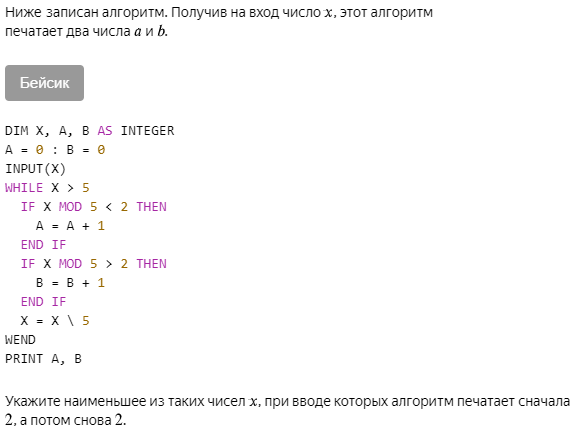 Ниже записан алгоритм. Получив на вход число x, этот алгоритм
печатает два числа a и b.
Бейсик
DIM X, A, B AS INTEGER
A = 0 : B = 0
INPUT(X)
WHILE X > 5
  IF X MOD 5 < 2 THEN
    A = A + 1
  END IF
  IF X MOD 5 > 2 THEN
    B = B + 1
  END IF
  X = X \ 5
WEND
PRINT A, B
Укажите наименьшее из таких чисел x, при вводе которых алгоритм печатает сначала
2, а потом снова 2.